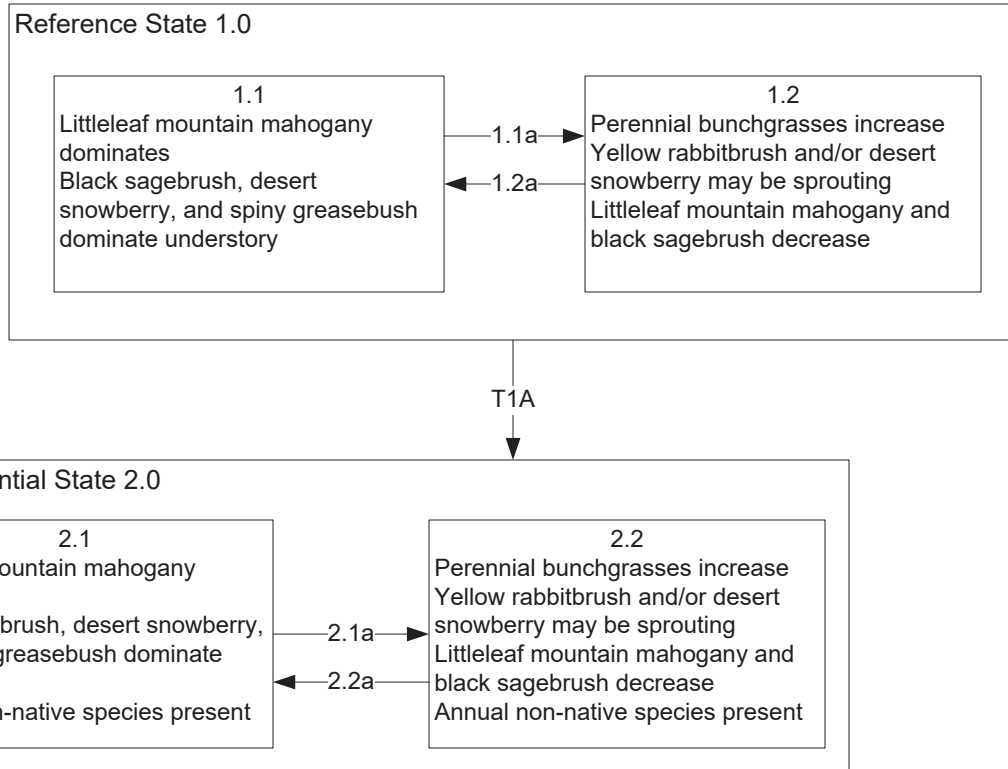 Reference State 1.0
1.1
Littleleaf mountain mahogany
dominates
Black sagebrush, desert
snowberry, and spiny greasebush
dominate understory
1.1a
1.2a
1.2
Perennial bunchgrasses increase
Yellow rabbitbrush and/or desert
snowberry may be sprouting
Littleleaf mountain mahogany and
black sagebrush decrease
T1A
State 2.0
2.1
mahogany
desert snowberry,
greasebush dominate
species present
2.1a
2.2a
2.2
Perennial bunchgrasses increase
Yellow rabbitbrush and/or desert
snowberry may be sprouting
Littleleaf mountain mahogany and
black sagebrush decrease
Annual non-native species present